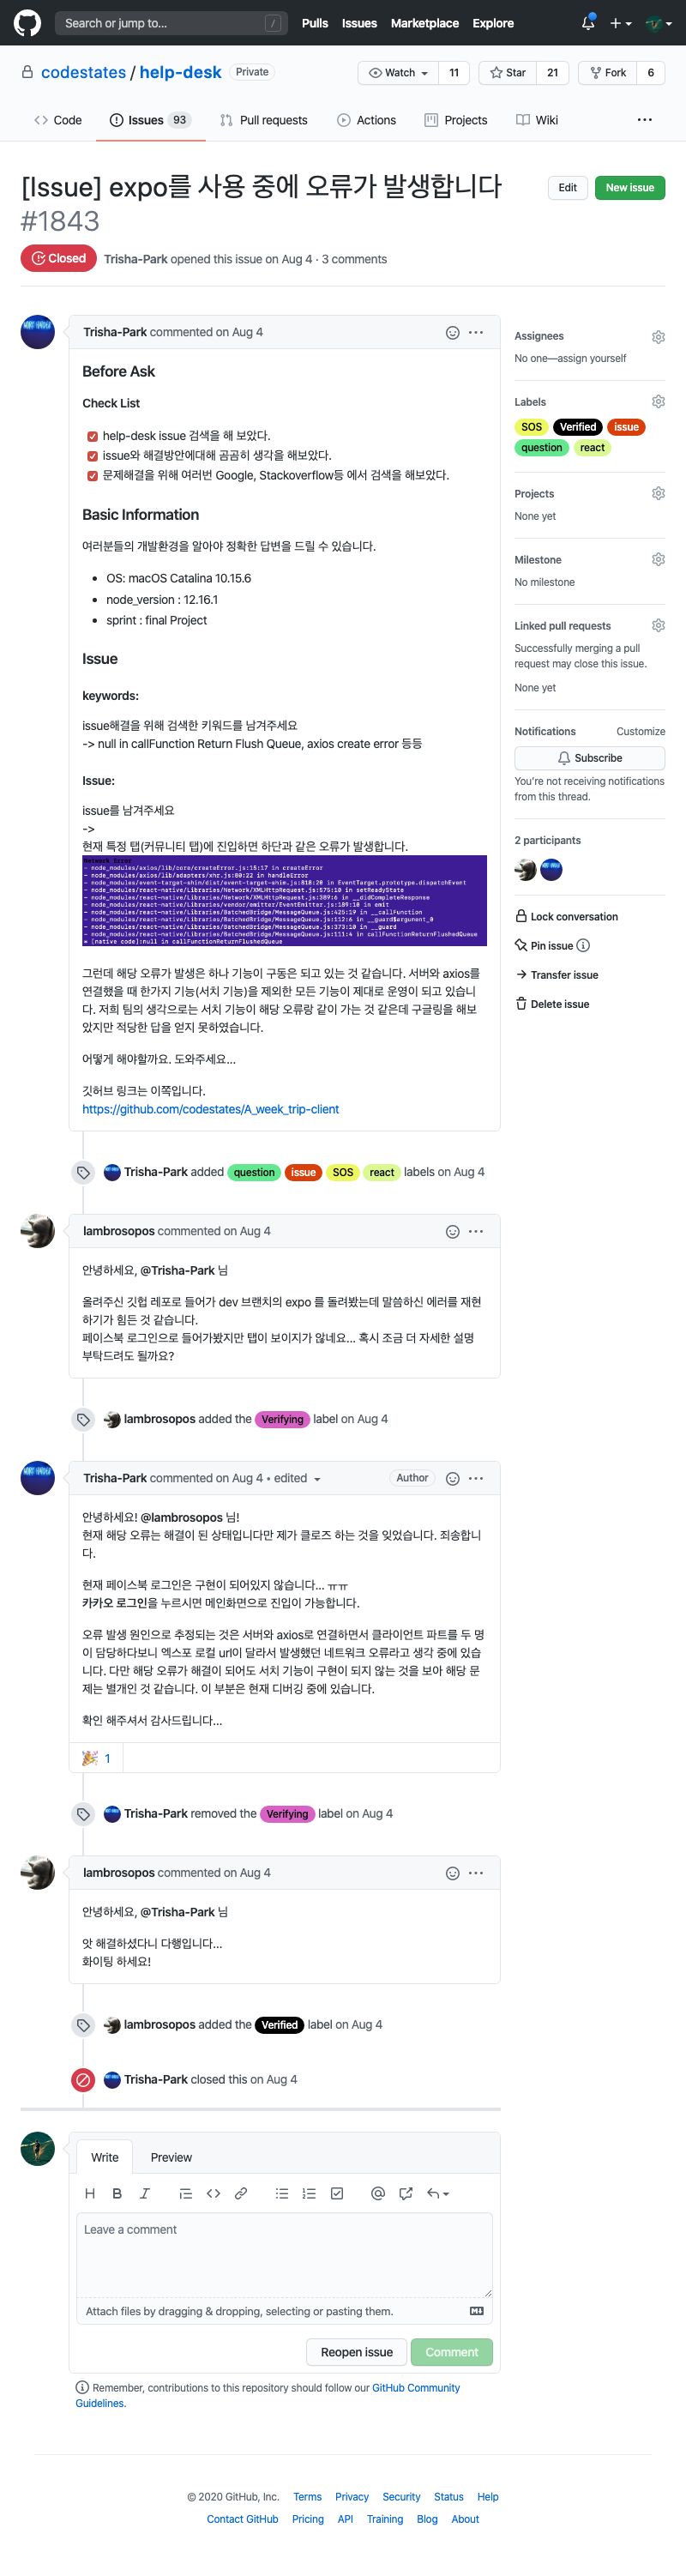 Search or jump to... /
Pulls Issues Marketplace Explore
codestates / help-desk Private
Watch 11 Star 21 Fork 6
Code Issues 93 Pull requests Actions Projects Wiki
[Issue] expo를 사용 중에 오류가 발생합니다
#1843
Edit New issue
Closed Trisha-Park opened this issue on Aug 4 · 3 comments
Trisha-Park commented on Aug 4
Before Ask
Check List
help-desk issue 검색을 해 보았다.
issue와 해결방안에대해 곰곰히 생각을 해보았다.
문제해결을 위해 여러번 Google, Stackoverflow등 에서 검색을 해보았다.
Basic Information
여러분들의 개발환경을 알아야 정확한 답변을 드릴 수 있습니다.
OS: macOS Catalina 10.15.6
node_version : 12.16.1
sprint : final Project
Issue
keywords:
issue해결을 위해 검색한 키워드를 남겨주세요
-> null in callFunction Return Flush Queue, axios create error 등등
Issue:
issue를 남겨주세요
->
현재 특정 탭(커뮤니티 탭)에 진입하면 하단과 같은 오류가 발생합니다.
Network Error
- node_modules/axios/lib/core/createError.js:15:17 in createError
- node_modules/axios/lib/adapters/xhr.js:80:22 in handleError
- node_modules/event-target-shim/dist/event-target-shim.js:818:20 in EventTarget.prototype.dispatchEvent
- node_modules/react-native/Libraries/Network/XMLHttpRequest.js:575:10 in setReadyState
- node_modules/react-native/Libraries/Network/XMLHttpRequest.js:389:6 in __didCompleteResponse
- node_modules/react-native/Libraries/vendor/emitter/EventEmitter.js:189:10 in emit
- node_modules/react-native/Libraries/BatchedBridge/MessageQueue.js:425:19 in __callFunction
- node_modules/react-native/Libraries/BatchedBridge/MessageQueue.js:112:6 in __guard$argument_0
- node_modules/react-native/Libraries/BatchedBridge/MessageQueue.js:373:10 in __guard
- node_modules/react-native/Libraries/BatchedBridge/MessageQueue.js:111:4 in callFunctionReturnFlushedQueue
[native code]:null in callFunctionReturnFlushedQueue
그런데 해당 오류가 발생은 하나 기능이 구동은 되고 있는 것 같습니다. 서버와 axios를
연결했을 때 한가지 기능(서치 기능)을 제외한 모든 기능이 제대로 운영이 되고 있습니
다. 저희 팀의 생각으로는 서치 기능이 해당 오류랑 같이 가는 것 같은데 구글링을 해보
았지만 적당한 답을 얻지 못하였습니다.
어떻게 해야할까요. 도와주세요...
깃허브 링크는 이쪽입니다.
https://github.com/codestates/A_week_trip-client
Assignees
No one—assign yourself
Labels
SOS Verified issue
question react
Projects
None yet
Milestone
No milestone
Linked pull requests
Successfully merging a pull
request may close this issue.
None yet
Notifications Customize
Subscribe
You're not receiving notifications
from this thread.
2 participants
Lock conversation
Pin issue
Transfer issue
Delete issue
Trisha-Park added question issue SOS react labels on Aug 4
lambrosopos commented on Aug 4
안녕하세요, @Trisha-Park 님
올려주신 깃헙 레포로 들어가 dev 브랜치의 expo 를 돌려봤는데 말씀하신 에러를 재현
하기가 힘든 것 같습니다.
페이스북 로그인으로 들어가봤지만 탭이 보이지가 않네요... 혹시 조금 더 자세한 설명
부탁드려도 될까요?
lambrosopos added the Verifying label on Aug 4
Trisha-Park commented on Aug 4 • edited Author
안녕하세요! @lambrosopos 님!
현재 해당 오류는 해결이 된 상태입니다만 제가 클로즈 하는 것을 잊었습니다. 죄송합니
다.
현재 페이스북 로그인은 구현이 되어있지 않습니다... ㅠㅠ
카카오 로그인을 누르시면 메인화면으로 진입이 가능합니다.
오류 발생 원인으로 추정되는 것은 서버와 axios로 연결하면서 클라이언트 파트를 두 명
이 담당하다보니 엑스포 로컬 url이 달라서 발생했던 네트워크 오류라고 생각 중에 있습
니다. 다만 해당 오류가 해결이 되어도 서치 기능이 구현이 되지 않는 것을 보아 해당 문
제는 별개인 것 같습니다. 이 부분은 현재 디버깅 중에 있습니다.
확인 해주셔서 감사드립니다...
1
Trisha-Park removed the Verifying label on Aug 4
lambrosopos commented on Aug 4
안녕하세요, @Trisha-Park 님
앗 해결하셨다니 다행입니다...
화이팅 하세요!
lambrosopos added the Verified label on Aug 4
Trisha-Park closed this on Aug 4
Write Preview
Leave a comment
Attach files by dragging & dropping, selecting or pasting them.
Reopen issue Comment
Remember, contributions to this repository should follow our GitHub Community
Guidelines.
© 2020 GitHub, Inc. Terms Privacy Security Status Help
Contact GitHub Pricing API Training Blog About